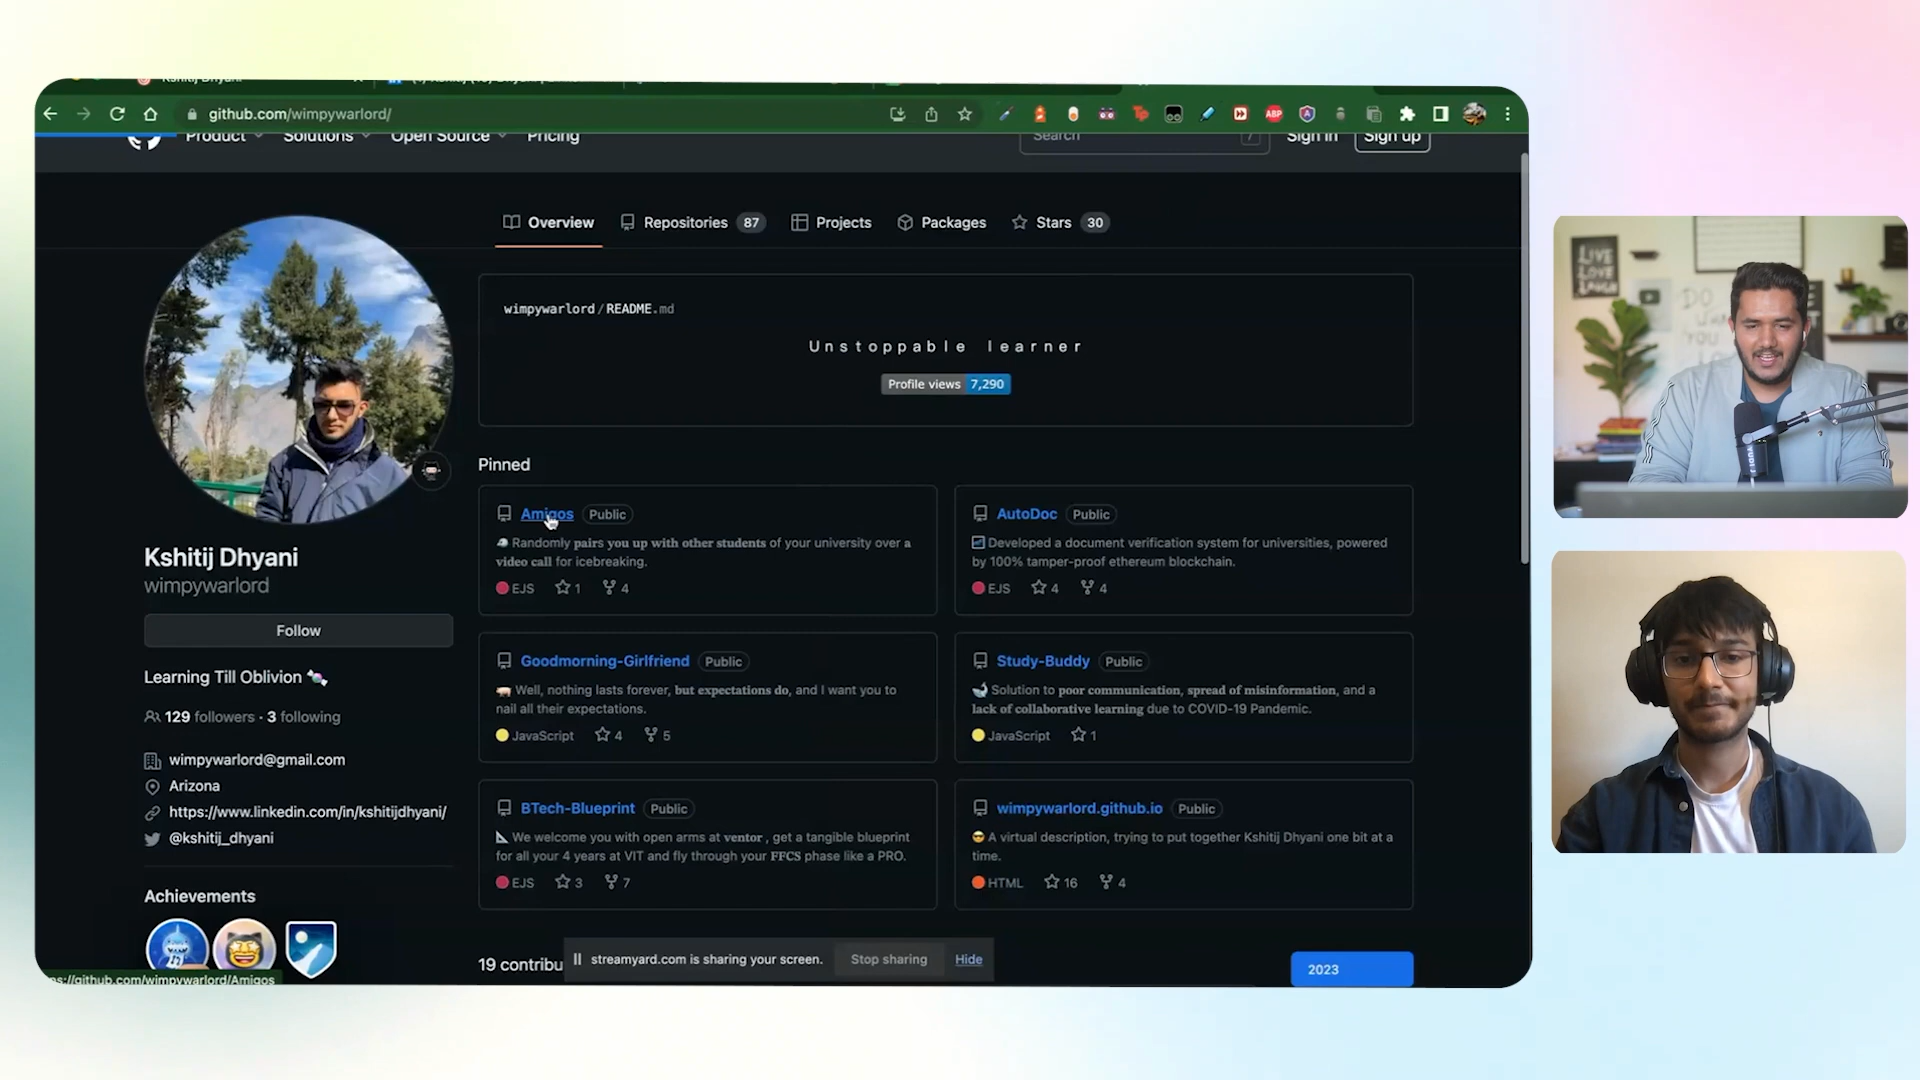 Kshitij Dhyani
github.com/wimpywarlord/
ABP
Product
Solutions
Open Source
Pricing
Search
/
Sign in
Sign up
Overview
Repositories 87
Projects
Packages
Stars 30
wimpywarlord/README.md
Unstoppable learner
Profile views 7,290
Pinned
Amigos Public
Randomly pairs you up with other students of your university over a
video call for icebreaking.
EJS 1 4
AutoDoc Public
Developed a document verification system for universities, powered
by 100% tamper-proof ethereum blockchain.
EJS 4 4
Goodmorning-Girlfriend Public
Well, nothing lasts forever, but expectations do, and I want you to
nail all their expectations.
JavaScript 4 5
Study-Buddy Public
Solution to poor communication, spread of misinformation, and a
lack of collaborative learning due to COVID-19 Pandemic.
JavaScript 1
BTech-Blueprint Public
We welcome you with open arms at ventor , get a tangible blueprint
for all your 4 years at VIT and fly through your FFCS phase like a PRO.
EJS 3 7
wimpywarlord.github.io Public
A virtual description, trying to put together Kshitij Dhyani one bit at a
time.
HTML 16 4
Kshitij Dhyani
wimpywarlord
Follow
Learning Till Oblivion
129 followers · 3 following
wimpywarlord@gmail.com
Arizona
https://www.linkedin.com/in/kshitijdhyani/
@kshitij_dhyani
Achievements
19 contribu
streamyard.com is sharing your screen.
Stop sharing
Hide
2023
s://github.com/wimpywarlord/Amigos
LIVE
LOVE
LAUGH